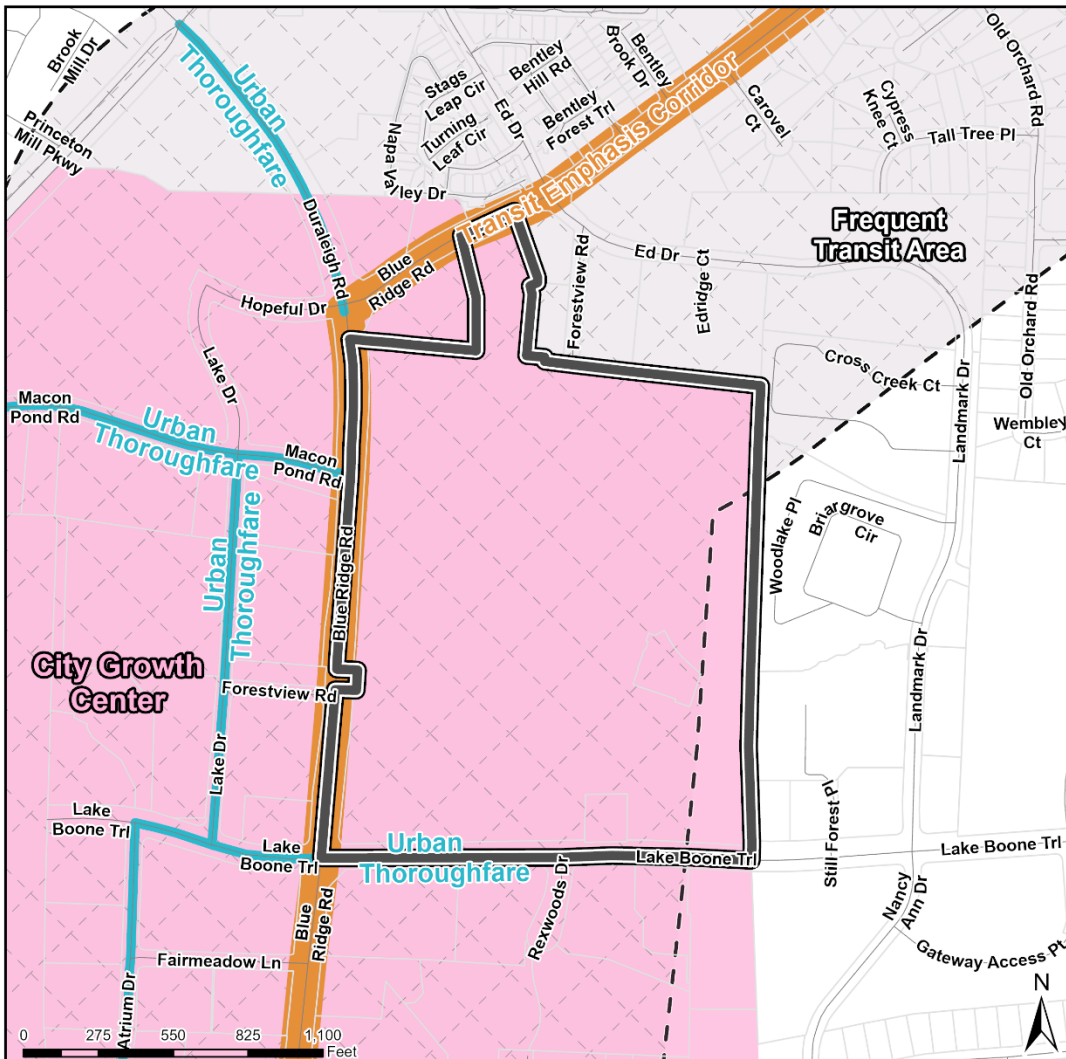 Brook
Mill Dr
Princeton
Mill Pkwy
Urban
Thoroughfare
Duraleigh Rd
Stags
Leap Cir
Turning
Leaf Cir
Napa Valley Dr
Ed Dr
Bentley
Hill Rd
Bentley
Forest Trl
Bentley
Brook Dr
Transit Emphasis Corridor
Carovel
Ct
Cypress
Knee Ct
Old Orchard Rd
Tall Tree Pl
Frequent
Transit Area
Blue
Ridge Rd
Hopeful Dr
Forestview Rd
Ed Dr
Edridge Ct
Old Orchard Rd
Lake Dr
Cross Creek Ct
Landmark Dr
Wembley
Ct
Macon
Pond Rd
Urban
Thoroughfare
Macon
Pond Rd
Urban
Thoroughfare
Blue Ridge Rd
Woodlake Pl
Briargrove
Cir
City Growth
Center
Forestview Rd
Landmark Dr
Lake Dr
Lake
Boone Trl
Lake
Boone Trl
Urban
Thoroughfare
Lake Boone Trl
Still Forest Pl
Lake Boone Trl
Rexwoods Dr
Nancy
Ann Dr
Blue
Ridge Rd
Fairmeadow Ln
Gateway Access Pt
Atrium Dr
N
0 275 550 825 1,100
Feet